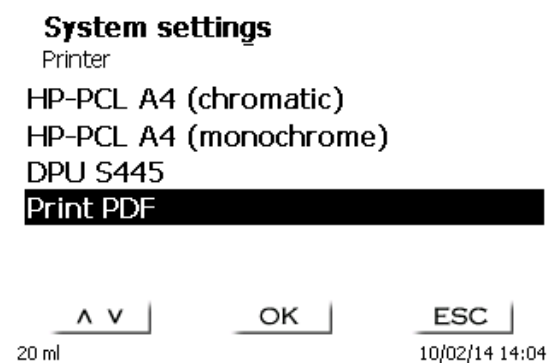 System settings
Printer
HP-PCL A4 (chromatic)
HP-PCL A4 (monochrome)
DPU S445
Print PDF
∧ ∨ OK ESC
20 ml 10/02/14 14:04